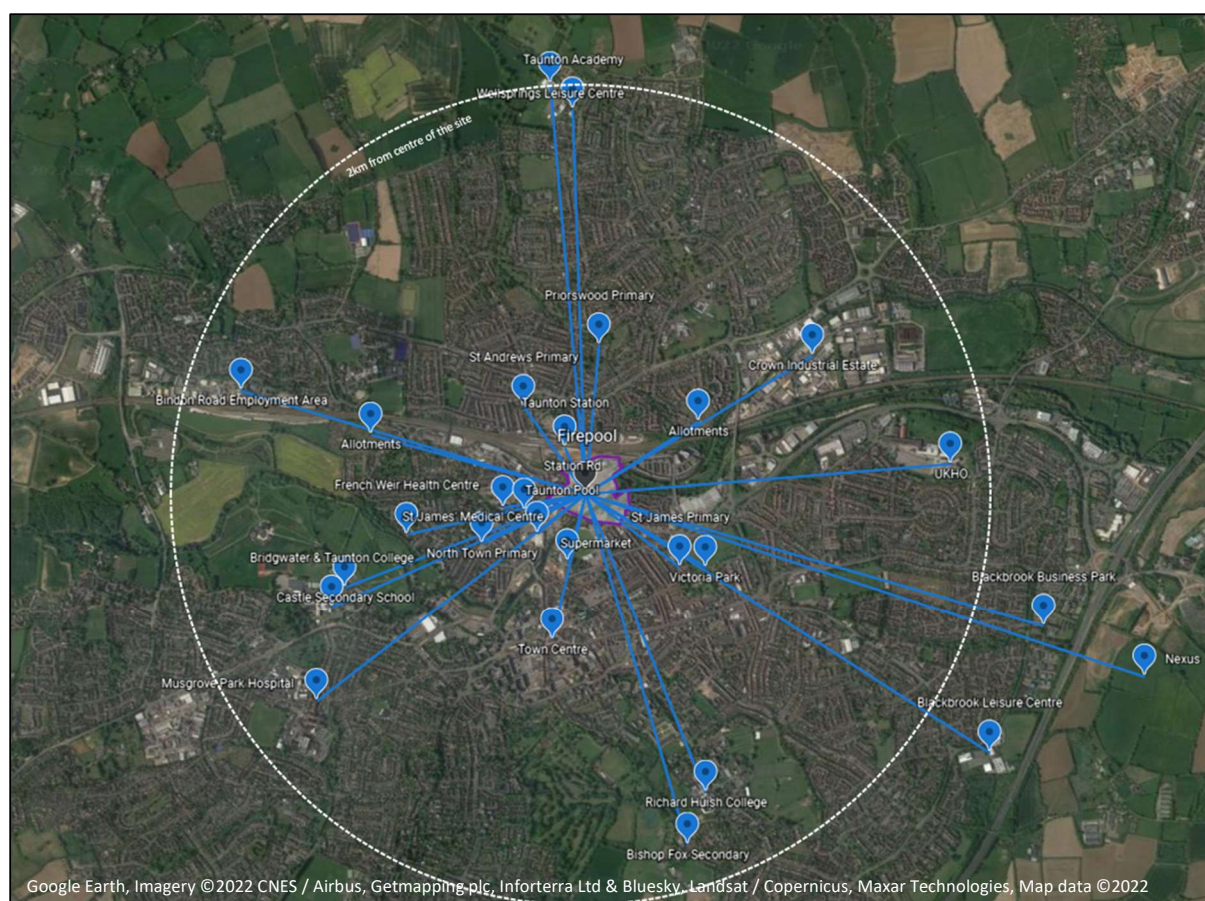 Taunton Academy
Wellsprings Leisure Centre
2km from centre of the site
Priorswood Primary
St Andrews Primary
Crown Industrial Estate
Bindon Road Employment Area
Taunton Station
Allotments
Allotments
Firepool
Station Rd
UKHO
French Weir Health Centre
Taunton Pool
St James' Medical Centre
St James Primary
North Town Primary
Supermarket
Bridgwater & Taunton College
Victoria Park
Blackbrook Business Park
Castle Secondary School
Town Centre
Nexus
Musgrove Park Hospital
Blackbrook Leisure Centre
Richard Huish College
Bishop Fox Secondary
Google Earth, Imagery ©2022 CNES / Airbus, Getmapping plc, Inforterra Ltd & Bluesky, Landsat / Copernicus, Maxar Technologies, Map data ©2022